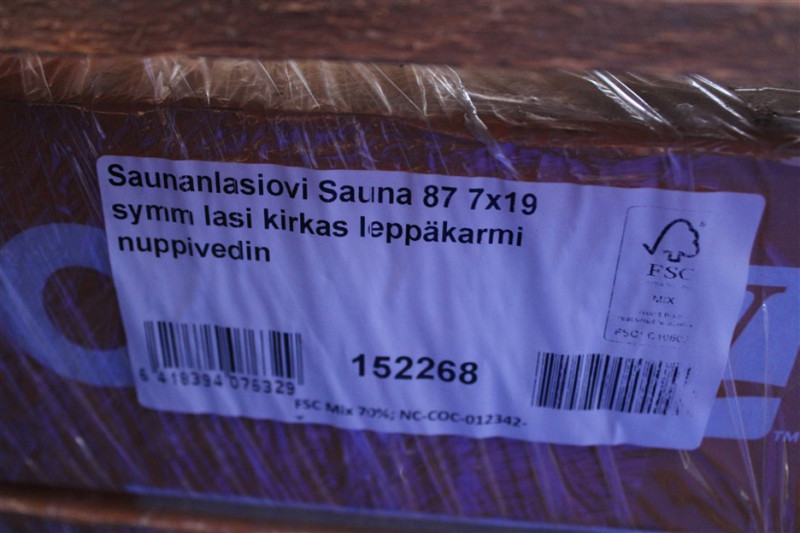 Saunanlasiovi Sauna 87 7x19
symm lasi kirkas leppäkarmi
nuppivedin
FSC
MIX
152268
6 418394 076329
FSC Mix 70%; NC-COC-012342-
TM